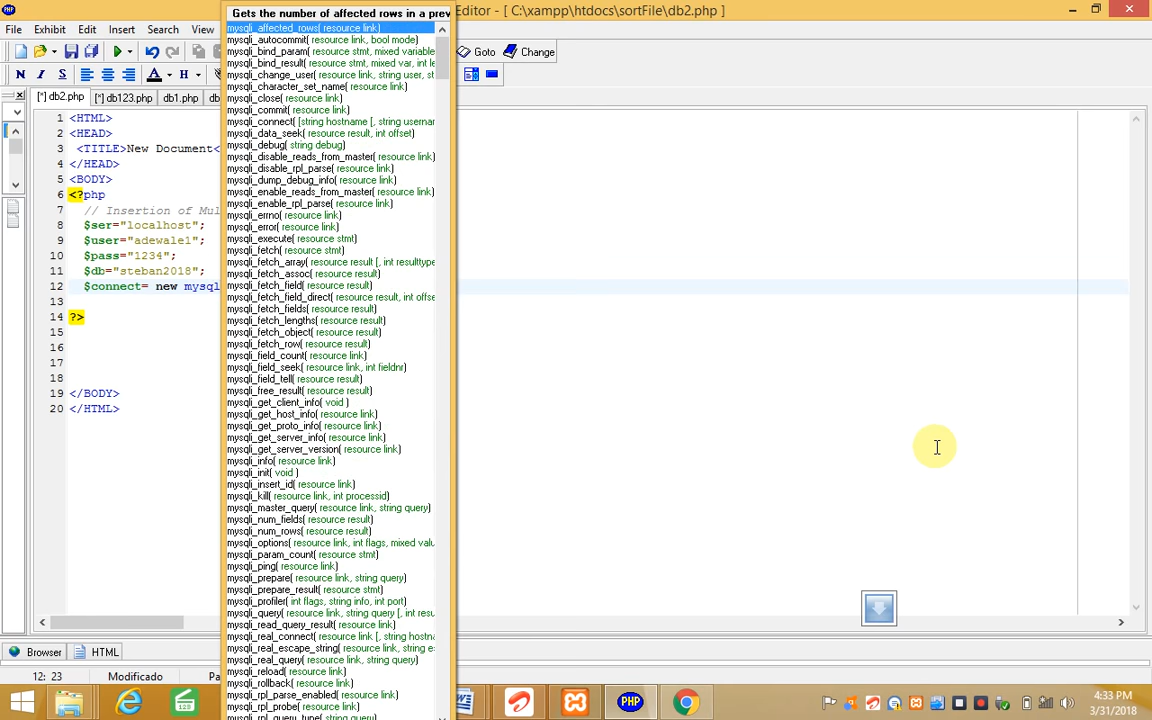 Gets the number of affected rows in a prev
Editor - [ C:\xampp\htdocs\sortFile\db2.php ]
File Exhibit Edit Insert Search View
Goto Change
N I S H
[*] db2.php [*] db123.php db1.php db
1 <HTML>
2 <HEAD>
3 <TITLE>New Document<
4 </HEAD>
5 <BODY>
6 <?php
7 // Insertion of Mul
8 $ser="localhost";
9 $user="adewale1";
10 $pass="1234";
11 $db="steban2018";
12 $connect= new mysql
13
14 ?>
15
16
17
18
19 </BODY>
20 </HTML>
mysqli_affected_rows( resource link)
mysqli_autocommit( resource link, bool mode)
mysqli_bind_param( resource stmt, mixed variable
mysqli_bind_result( resource stmt, mixed var, int le
mysqli_change_user( resource link, string user, st
mysqli_character_set_name( resource link)
mysqli_close( resource link)
mysqli_commit( resource link)
mysqli_connect( [string hostname [, string userna
mysqli_data_seek( resource result, int offset)
mysqli_debug( string debug)
mysqli_disable_reads_from_master( resource link)
mysqli_disable_rpl_parse( resource link)
mysqli_dump_debug_info( resource link)
mysqli_enable_reads_from_master( resource link)
mysqli_enable_rpl_parse( resource link)
mysqli_errno( resource link)
mysqli_error( resource link)
mysqli_execute( resource stmt)
mysqli_fetch( resource stmt)
mysqli_fetch_array( resource result [, int resulttype
mysqli_fetch_assoc( resource result)
mysqli_fetch_field( resource result)
mysqli_fetch_field_direct( resource result, int offse
mysqli_fetch_fields( resource result)
mysqli_fetch_lengths( resource result)
mysqli_fetch_object( resource result)
mysqli_fetch_row( resource result)
mysqli_field_count( resource link)
mysqli_field_seek( resource link, int fieldnr)
mysqli_field_tell( resource result)
mysqli_free_result( resource result)
mysqli_get_client_info( void )
mysqli_get_host_info( resource link)
mysqli_get_proto_info( resource link)
mysqli_get_server_info( resource link)
mysqli_get_server_version( resource link)
mysqli_info( resource link)
mysqli_init( void )
mysqli_insert_id( resource link)
mysqli_kill( resource link, int processid)
mysqli_master_query( resource link, string query)
mysqli_num_fields( resource result)
mysqli_num_rows( resource result)
mysqli_options( resource link, int flags, mixed valu
mysqli_param_count( resource stmt)
mysqli_ping( resource link)
mysqli_prepare( resource link, string query)
mysqli_prepare_result( resource stmt)
mysqli_profiler( int flags, string info, int port)
mysqli_query( resource link, string query [, int resu
mysqli_read_query_result( resource link)
mysqli_real_connect( resource link [, string hostna
mysqli_real_escape_string( resource link, string e
mysqli_real_query( resource link, string query)
mysqli_reload( resource link)
mysqli_rollback( resource link)
mysqli_rpl_parse_enabled( resource link)
mysqli_rpl_probe( resource link)
mysqli_rpl_query_type( resource link, string query)
Browser HTML
12: 23 Modificado Pa
PHP
4:33 PM
3/31/2018